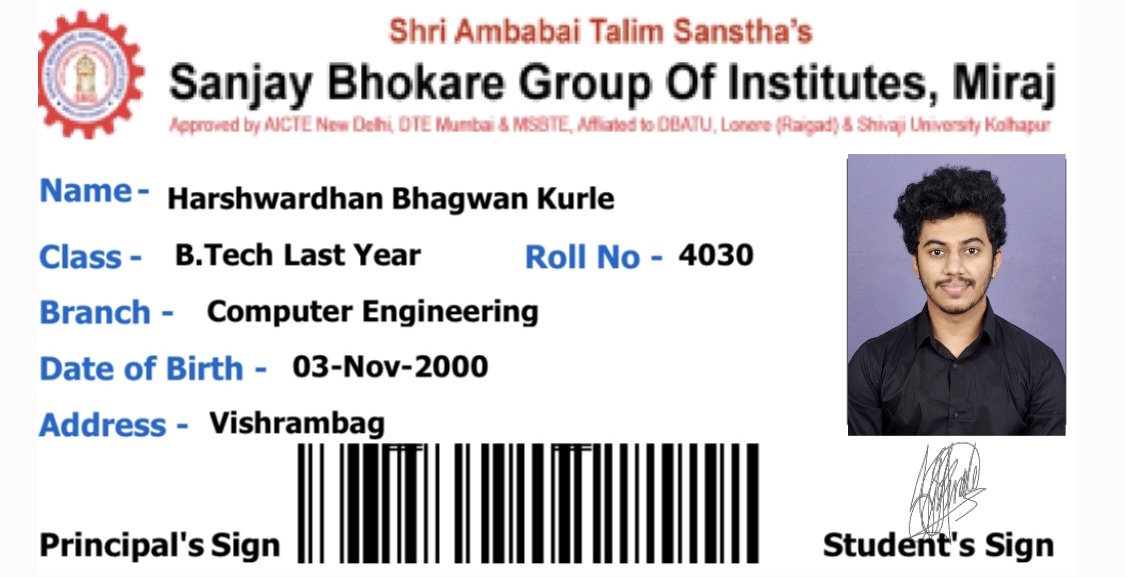 Shri Ambabai Talim Sanstha's
Sanjay Bhokare Group Of Institutes, Miraj
Approved by AICTE New Delhi, DTE Mumbai & MSBTE, Affliated to DBATU, Lonere (Raigad) & Shivaji University Kolhapur
Name - Harshwardhan Bhagwan Kurle
Class - B.Tech Last Year Roll No - 4030
Branch - Computer Engineering
Date of Birth - 03-Nov-2000
Address - Vishrambag
Principal's Sign
Student's Sign